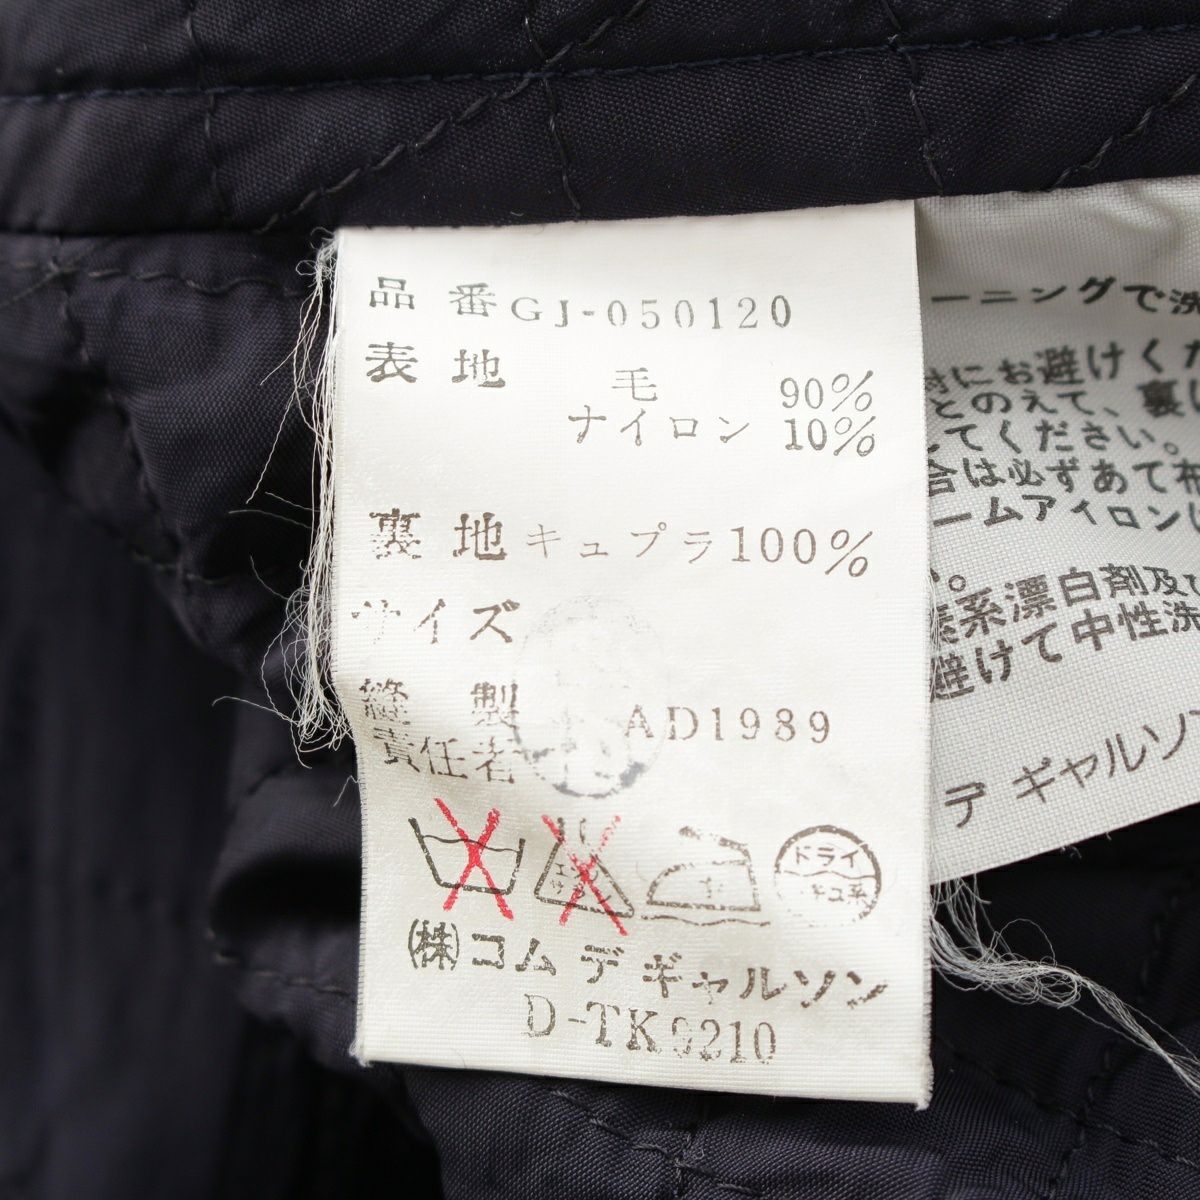 品番 GJ-050120
表地 毛 90%
ナイロン 10%
裏地 キュプラ100%
サイズ
縫製
責任者
AD1989
ドライ
㈱コム デ ギャルソン
D-TK9210
ーニングで洗
にお避けくだ
とのえて、裏に
てください。
合は必ずあて布
ームアイロンに
素系漂白剤及び
避けて中性洗
デ ギャルソン